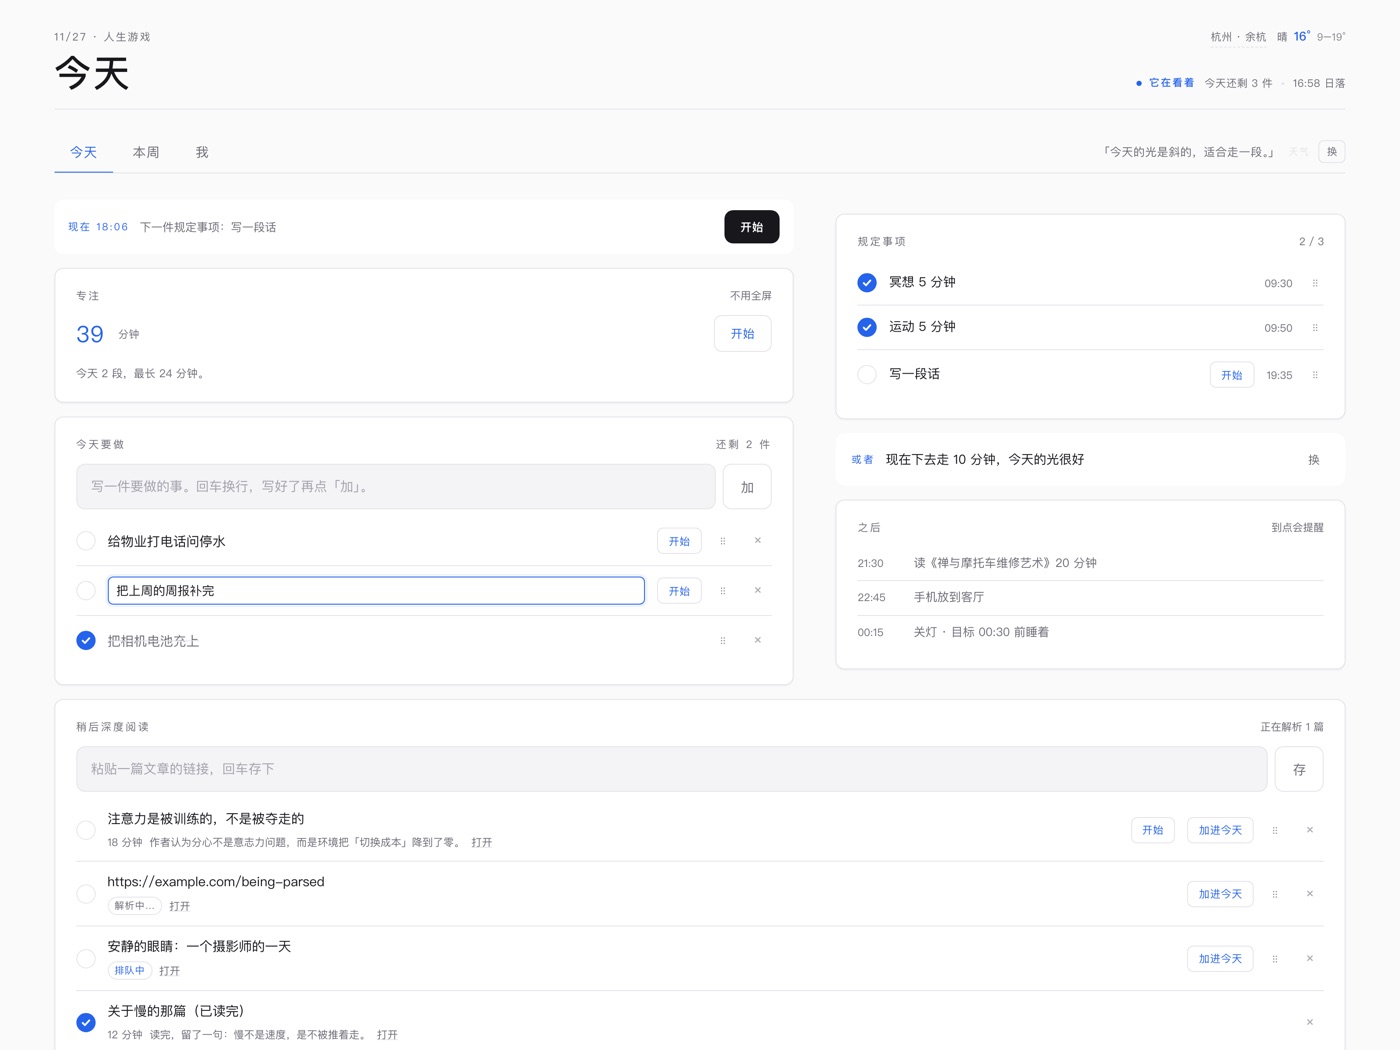 11/27 · 人生游戏
今天
杭州 · 余杭 晴 16° 9–19°
它在看着 今天还剩 3 件 · 16:58 日落
今天 本周 我
「今天的光是斜的，适合走一段。」 天气 换
现在 18:06 下一件规定事项：写一段话 开始
专注 不用全屏
39 分钟 开始
今天 2 段，最长 24 分钟。
今天要做 还剩 2 件
写一件要做的事。回车换行，写好了再点「加」。 加
给物业打电话问停水 开始
把上周的周报补完 开始
把相机电池充上
规定事项 2 / 3
冥想 5 分钟 09:30
运动 5 分钟 09:50
写一段话 开始 19:35
或者 现在下去走 10 分钟，今天的光很好 换
之后 到点会提醒
21:30 读《禅与摩托车维修艺术》20 分钟
22:45 手机放到客厅
00:15 关灯 · 目标 00:30 前睡着
稍后深度阅读 正在解析 1 篇
粘贴一篇文章的链接，回车存下 存
注意力是被训练的，不是被夺走的
18 分钟 作者认为分心不是意志力问题，而是环境把「切换成本」降到了零。 打开
开始 加进今天
https://example.com/being-parsed
解析中... 打开
加进今天
安静的眼睛：一个摄影师的一天
排队中 打开
加进今天
关于慢的那篇（已读完）
12 分钟 读完，留了一句：慢不是速度，是不被推着走。 打开